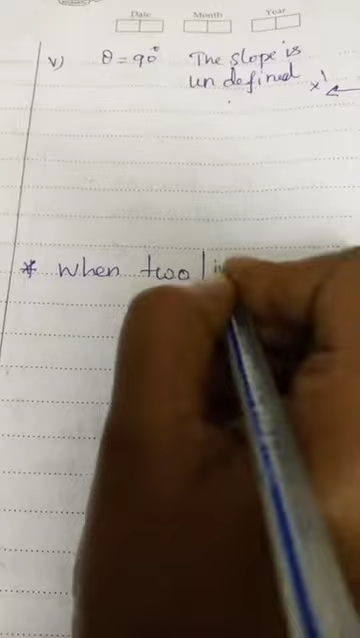 Date Month Year
v) θ = 90° The slope is
undefined x'
* When two li